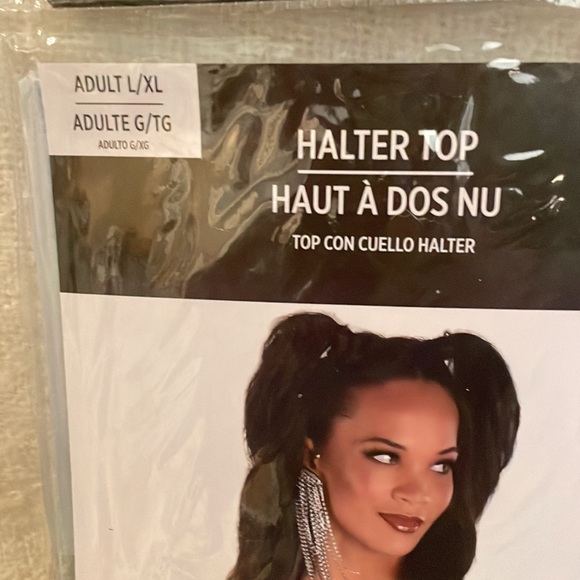 ADULT L/XL
ADULTE G/TG
ADULTO G/XG
HALTER TOP
HAUT À DOS NU
TOP CON CUELLO HALTER